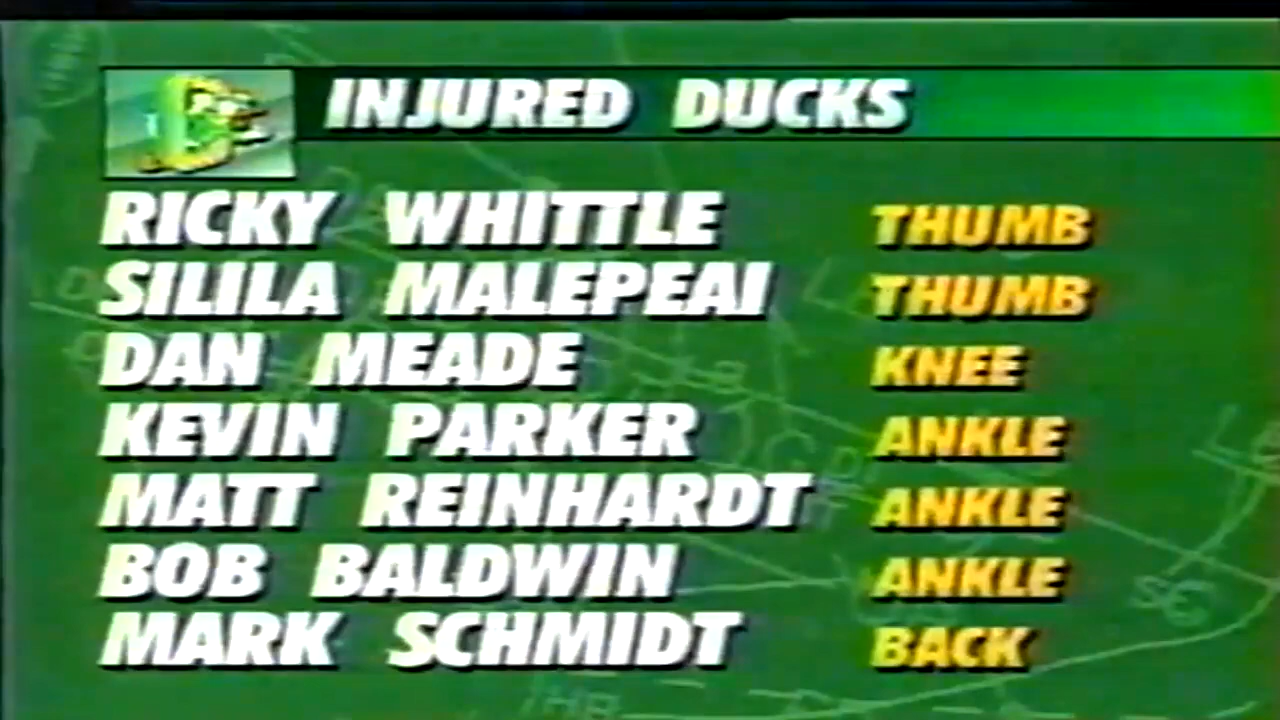 INJURED DUCKS
RICKY WHITTLE THUMB
SILILA MALEPEAI THUMB
DAN MEADE KNEE
KEVIN PARKER ANKLE
MATT REINHARDT ANKLE
BOB BALDWIN ANKLE
MARK SCHMIDT BACK